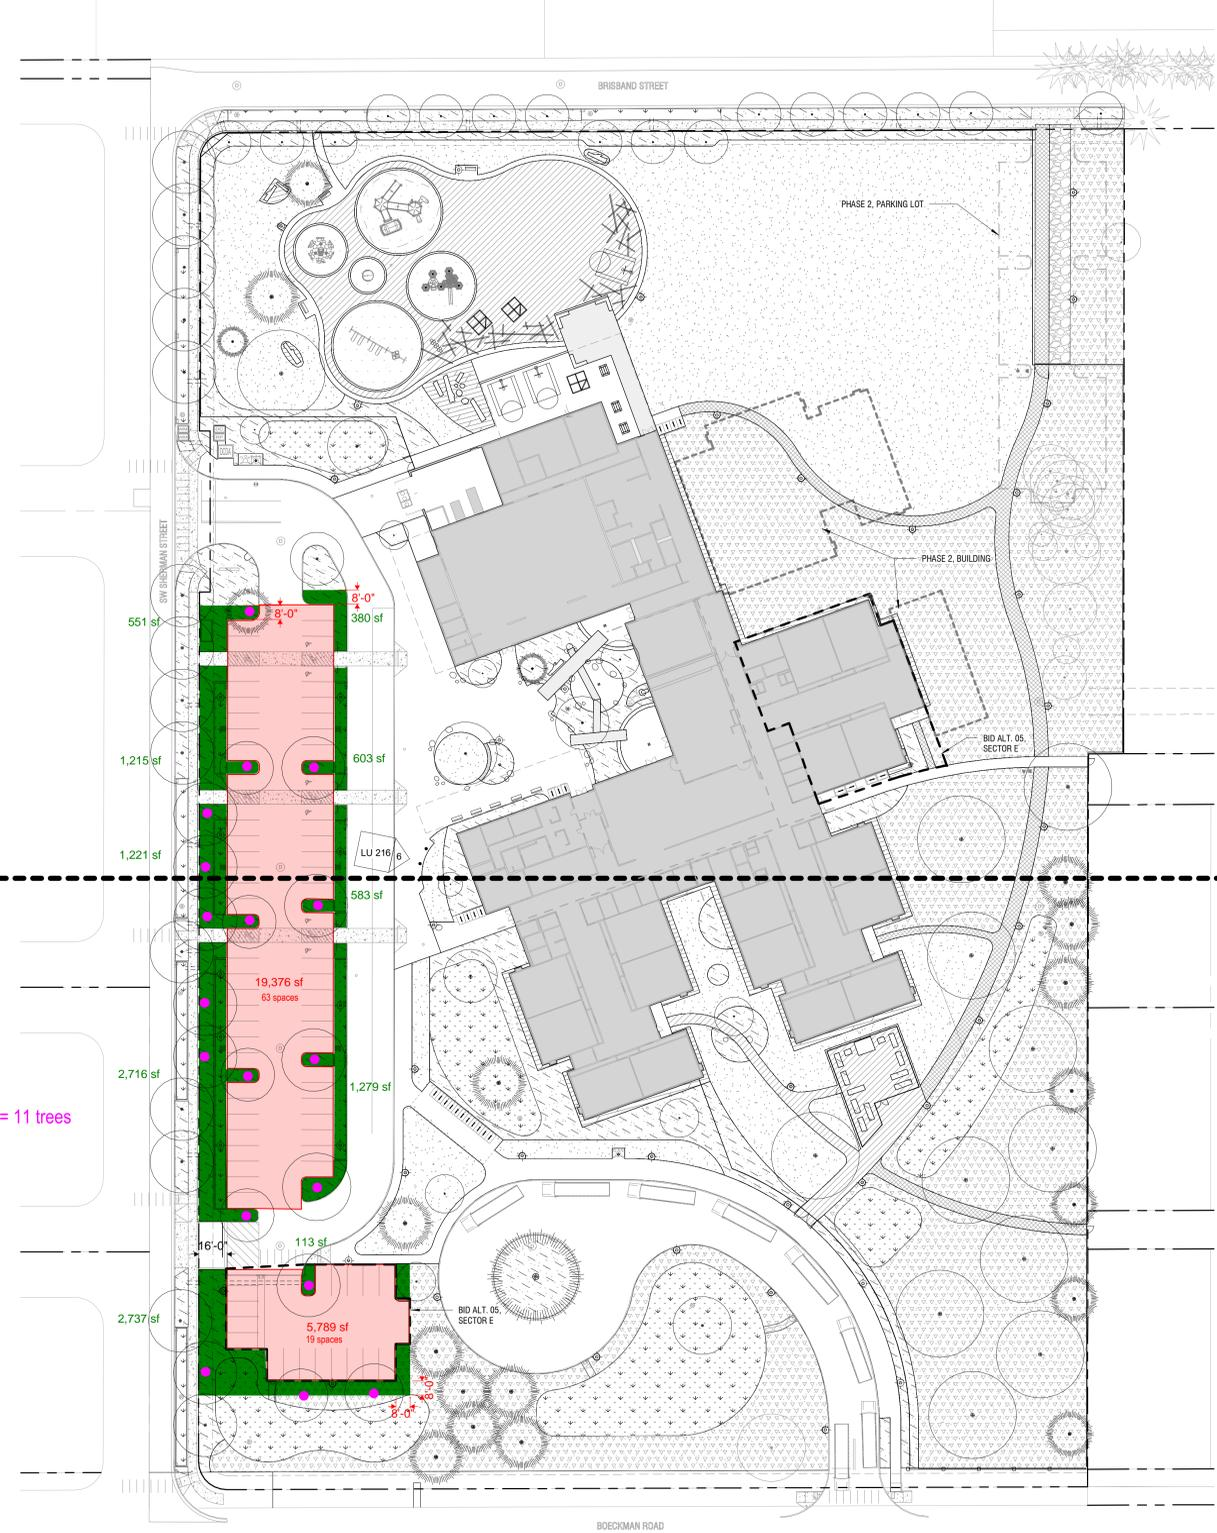 BRISBAND STREET
PHASE 2, PARKING LOT
SW SHERMAN STREET
PHASE 2, BUILDING
8'-0"
8'-0"
551 sf
380 sf
BID ALT. 05,
SECTOR E
1,215 sf
603 sf
1,221 sf
LU 216
6
583 sf
19,376 sf
63 spaces
2,716 sf
1,279 sf
= 11 trees
16'-0"
113 sf
2,737 sf
BID ALT. 05,
SECTOR E
5,789 sf
19 spaces
8'-0"
8'-0"
BOECKMAN ROAD